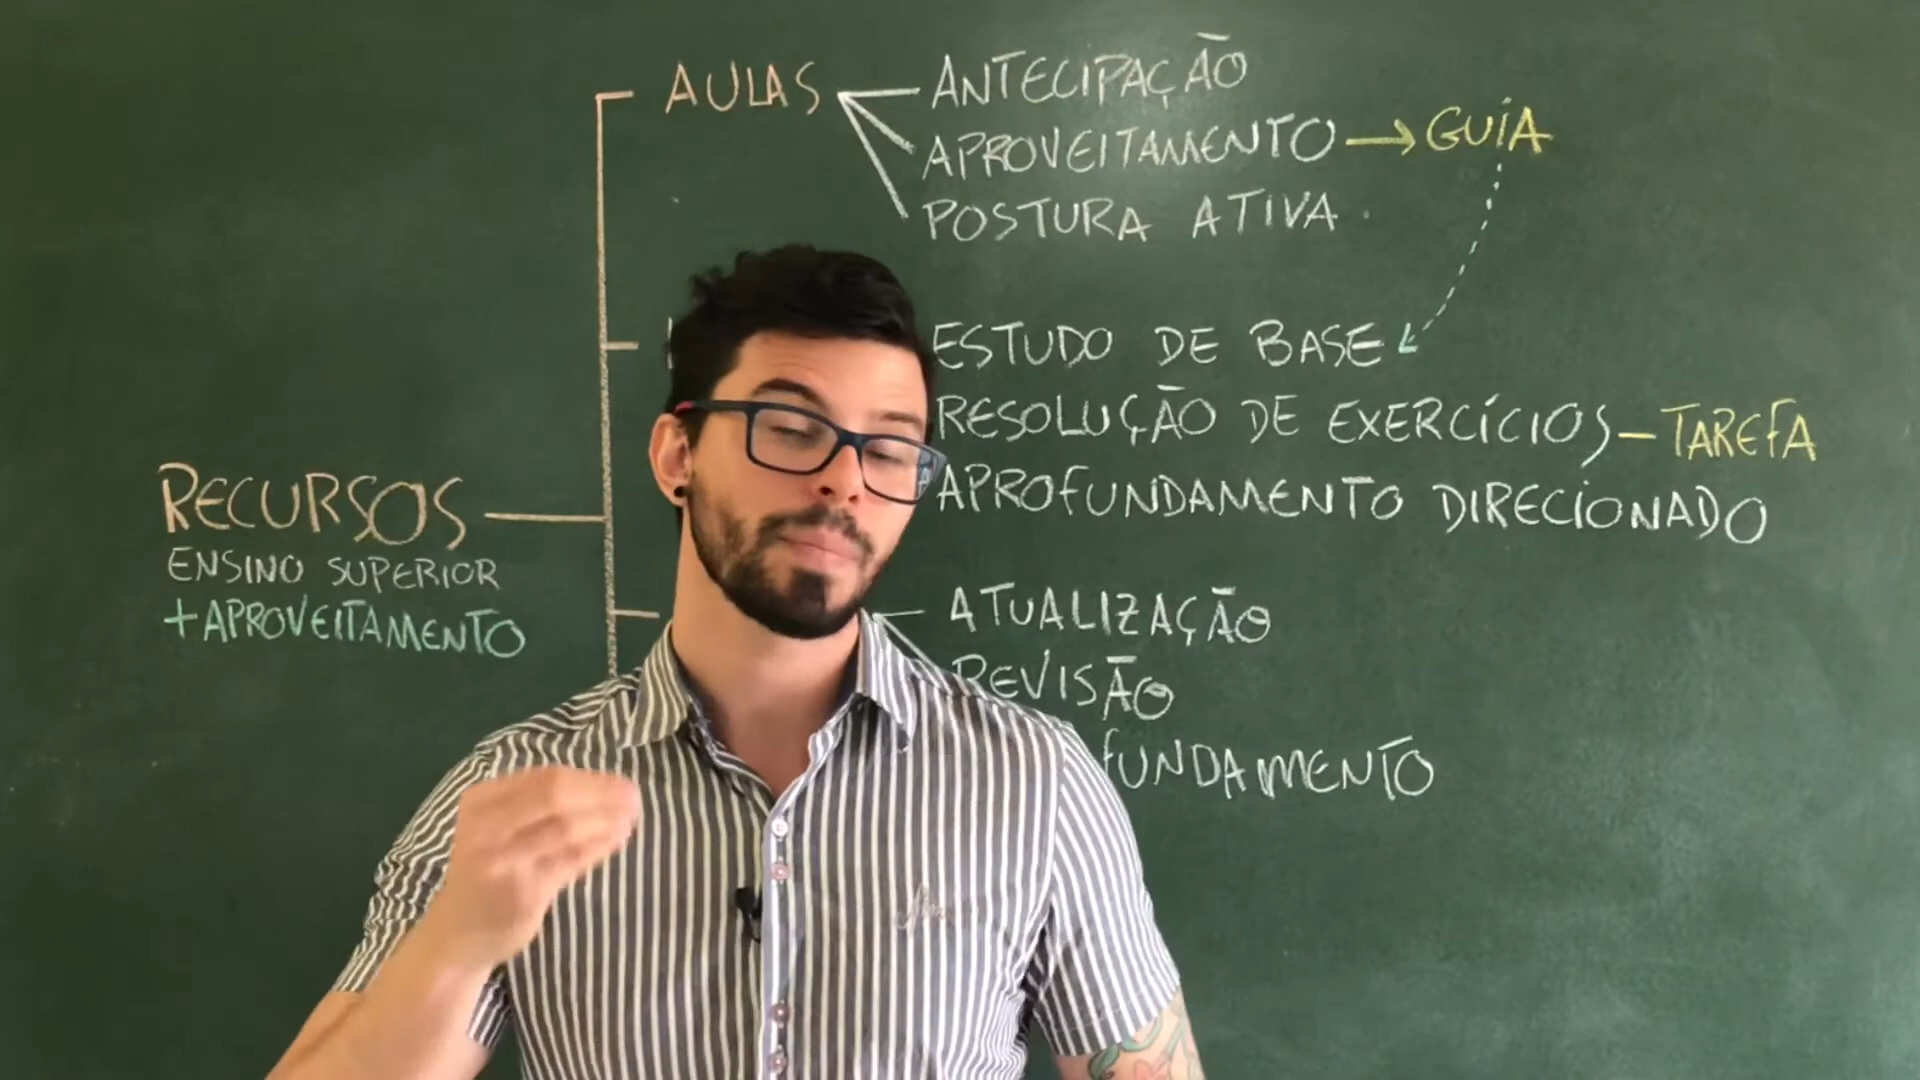 AULAS
ANTECIPAÇÃO
APROVEITAMENTO → GUIA
POSTURA ATIVA
ESTUDO DE BASE
RESOLUÇÃO DE EXERCÍCIOS – TAREFA
APROFUNDAMENTO DIRECIONADO
RECURSOS
ENSINO SUPERIOR
+ APROVEITAMENTO
ATUALIZAÇÃO
REVISÃO
FUNDAMENTO